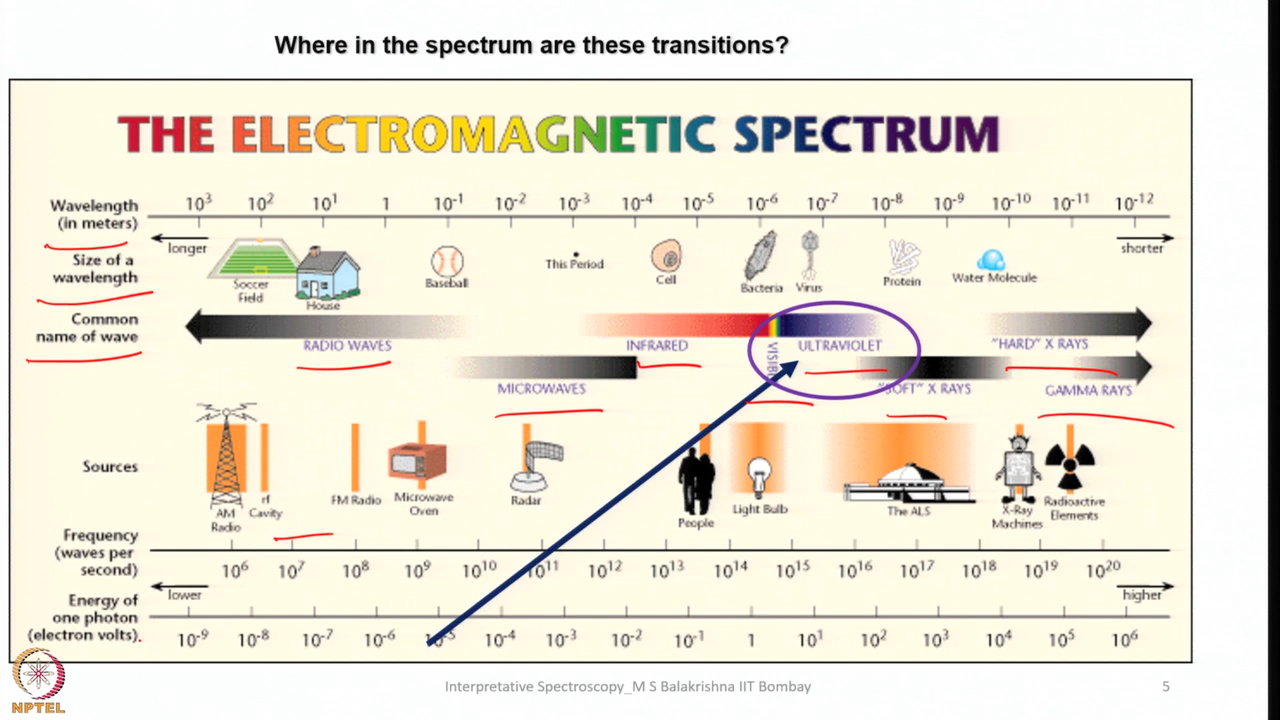 Where in the spectrum are these transitions?
THE ELECTROMAGNETIC SPECTRUM
Wavelength
(in meters)
10³ 10² 10¹ 1 10⁻¹ 10⁻² 10⁻³ 10⁻⁴ 10⁻⁵ 10⁻⁶ 10⁻⁷ 10⁻⁸ 10⁻⁹ 10⁻¹⁰ 10⁻¹¹ 10⁻¹²
longer
shorter
Size of a
wavelength
Soccer
Field
House
Baseball
This Period
Cell
Bacteria
Virus
Protein
Water Molecule
Common
name of wave
RADIO WAVES
INFRARED
VISIBL
ULTRAVIOLET
"HARD" X RAYS
MICROWAVES
"SOFT" X RAYS
GAMMA RAYS
Sources
AM
Radio
rf
Cavity
FM Radio
Microwave
Oven
Radar
People
Light Bulb
The ALS
X-Ray
Machines
Radioactive
Elements
Frequency
(waves per
second)
10⁶ 10⁷ 10⁸ 10⁹ 10¹⁰ 10¹¹ 10¹² 10¹³ 10¹⁴ 10¹⁵ 10¹⁶ 10¹⁷ 10¹⁸ 10¹⁹ 10²⁰
lower
higher
Energy of
one photon
(electron volts)
10⁻⁹ 10⁻⁸ 10⁻⁷ 10⁻⁶ 10⁻⁵ 10⁻⁴ 10⁻³ 10⁻² 10⁻¹ 1 10¹ 10² 10³ 10⁴ 10⁵ 10⁶
NPTEL
Interpretative Spectroscopy_M S Balakrishna IIT Bombay
5